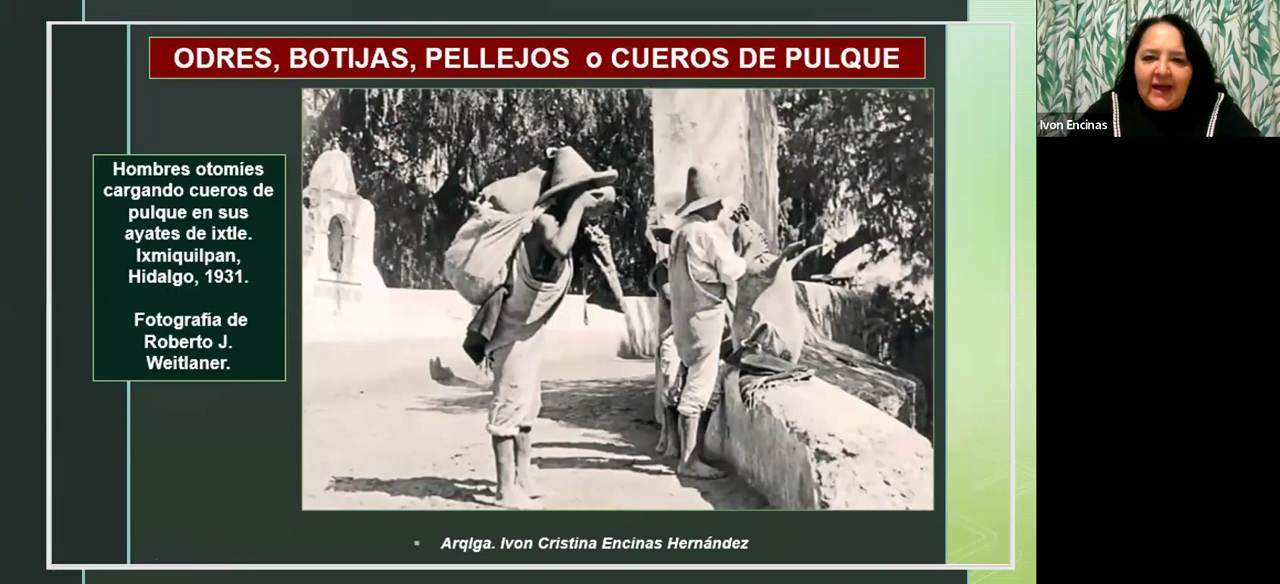 ODRES, BOTIJAS, PELLEJOS o CUEROS DE PULQUE
Hombres otomíes
cargando cueros de
pulque en sus
ayates de ixtle.
Ixmiquilpan,
Hidalgo, 1931.
Fotografía de
Roberto J.
Weitlaner.
Arqlga. Ivon Cristina Encinas Hernández
Ivon Encinas